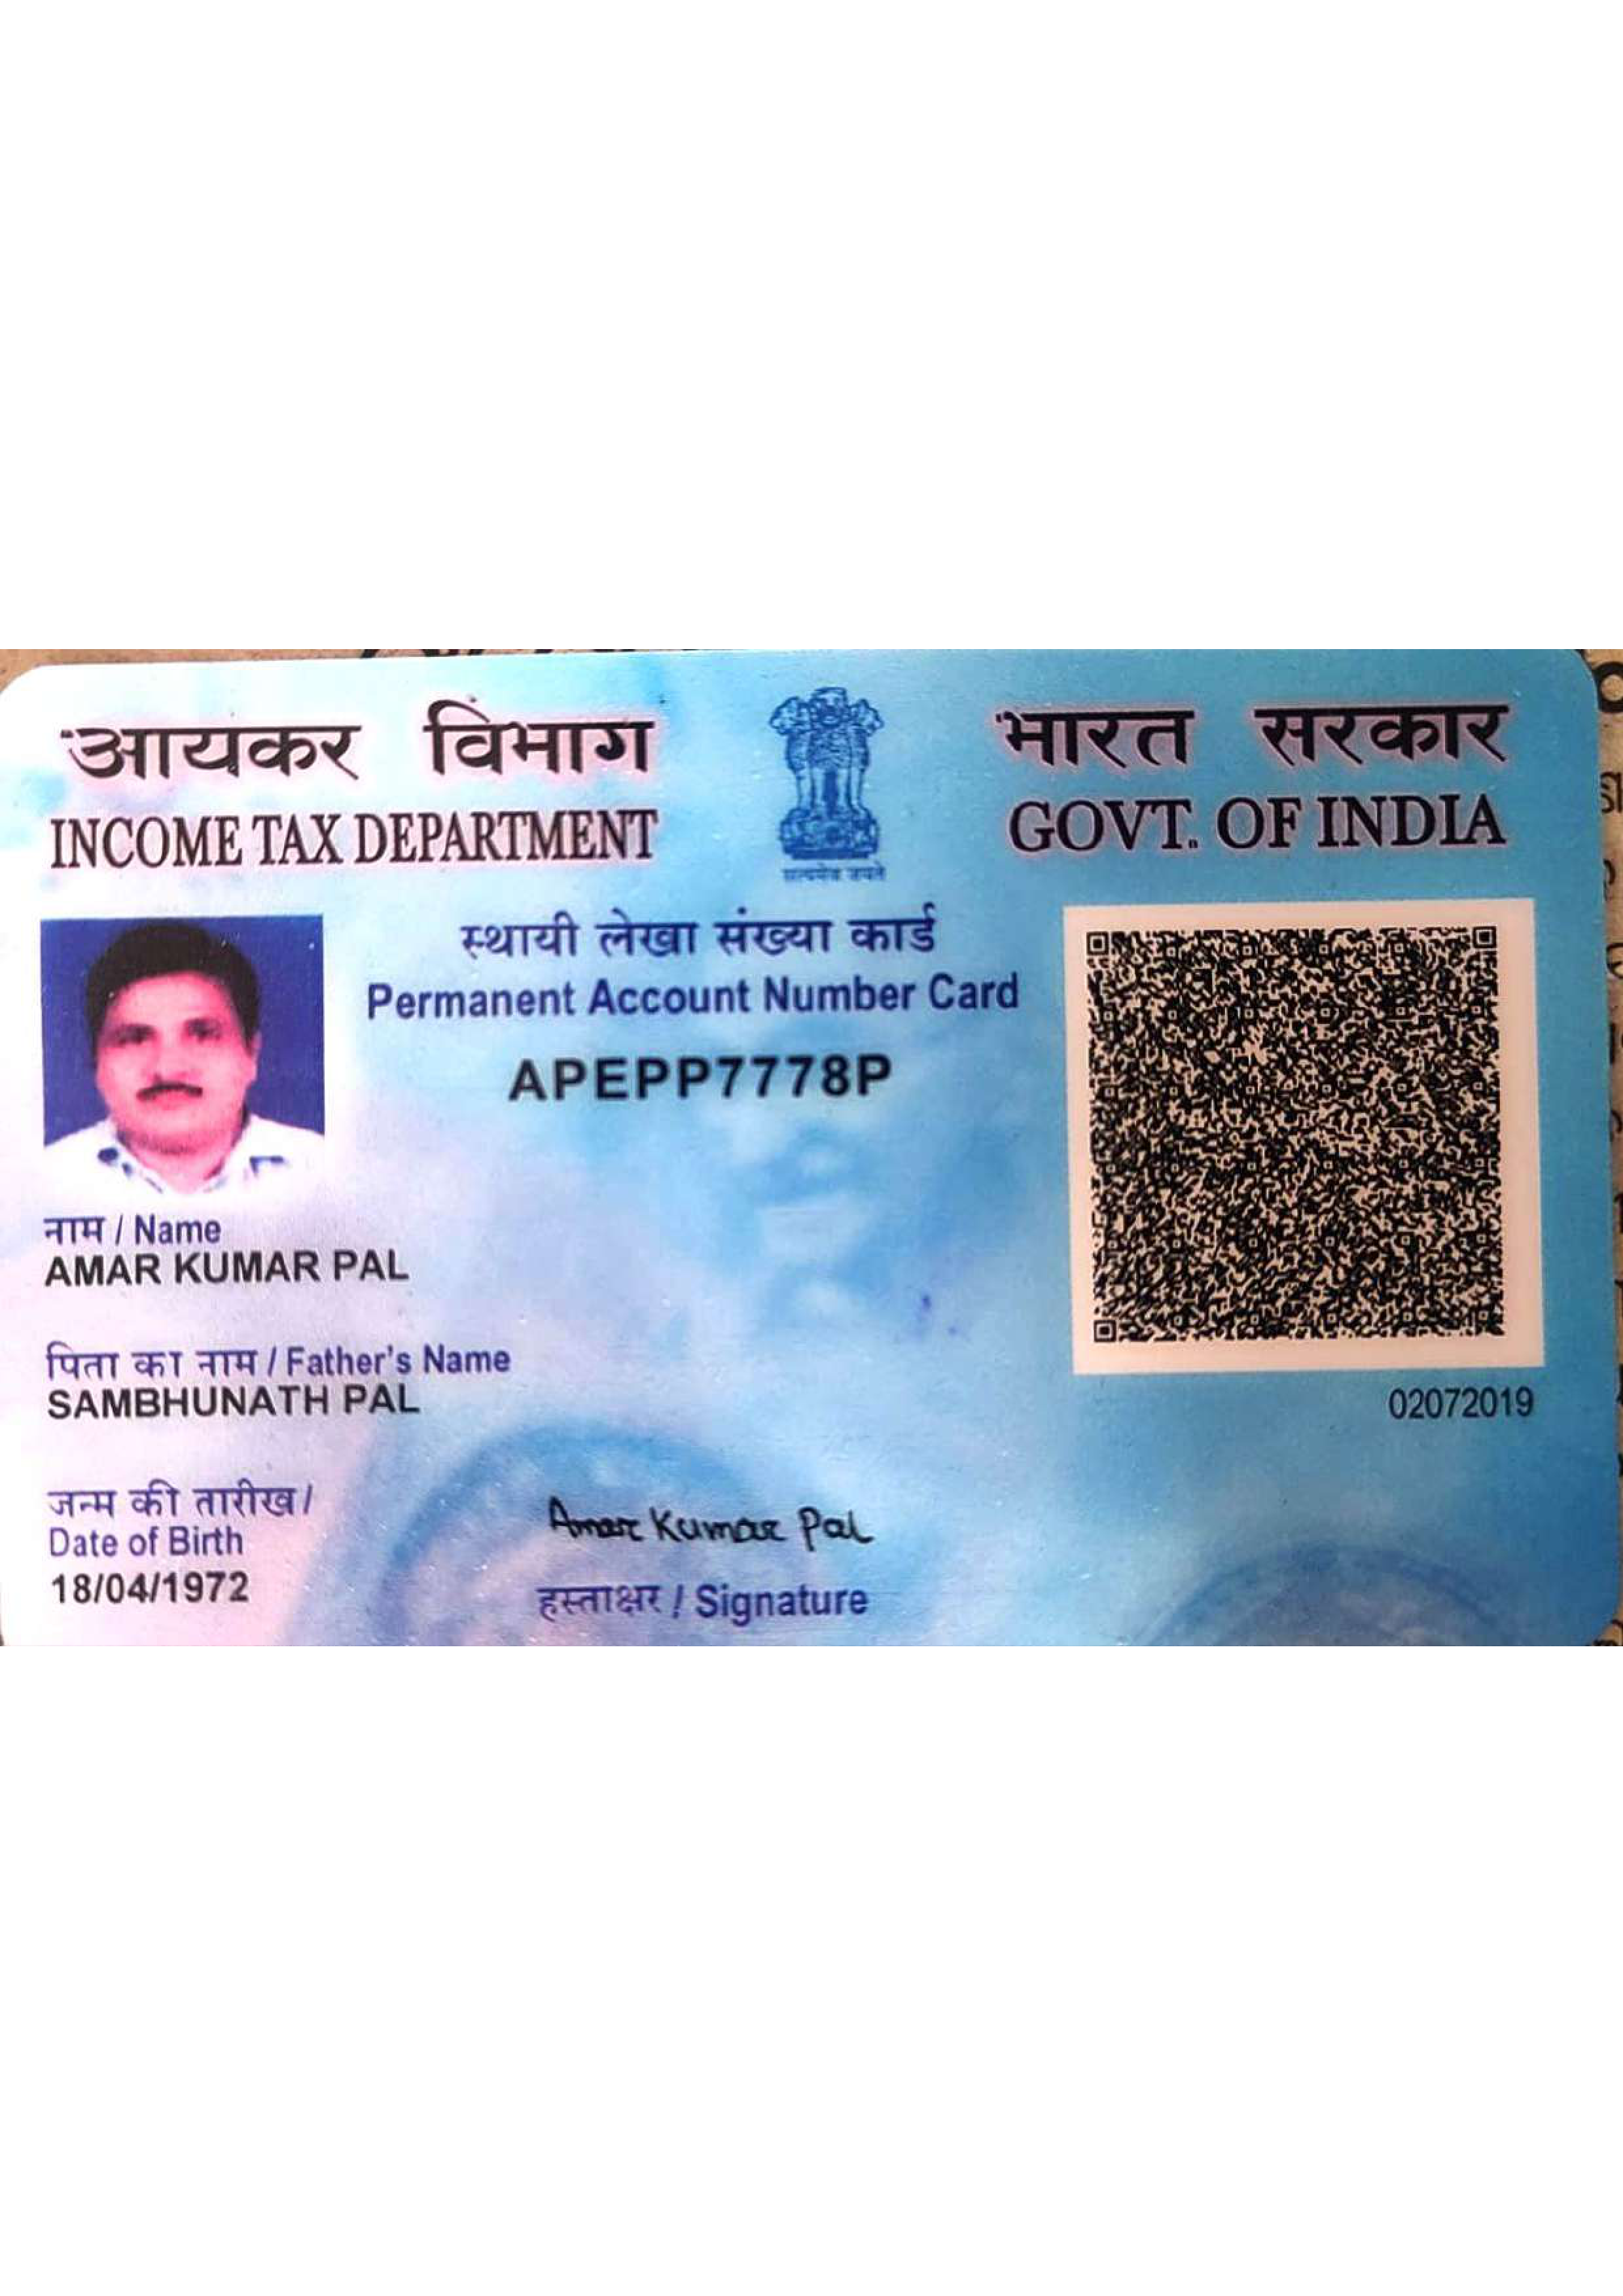 आयकर विभाग
INCOME TAX DEPARTMENT
सत्यमेव जयते
भारत सरकार
GOVT. OF INDIA
स्थायी लेखा संख्या कार्ड
Permanent Account Number Card
APEPP7778P
नाम / Name
AMAR KUMAR PAL
पिता का नाम / Father's Name
SAMBHUNATH PAL
02072019
जन्म की तारीख /
Date of Birth
18/04/1972
Amar Kumar Pal
हस्ताक्षर / Signature